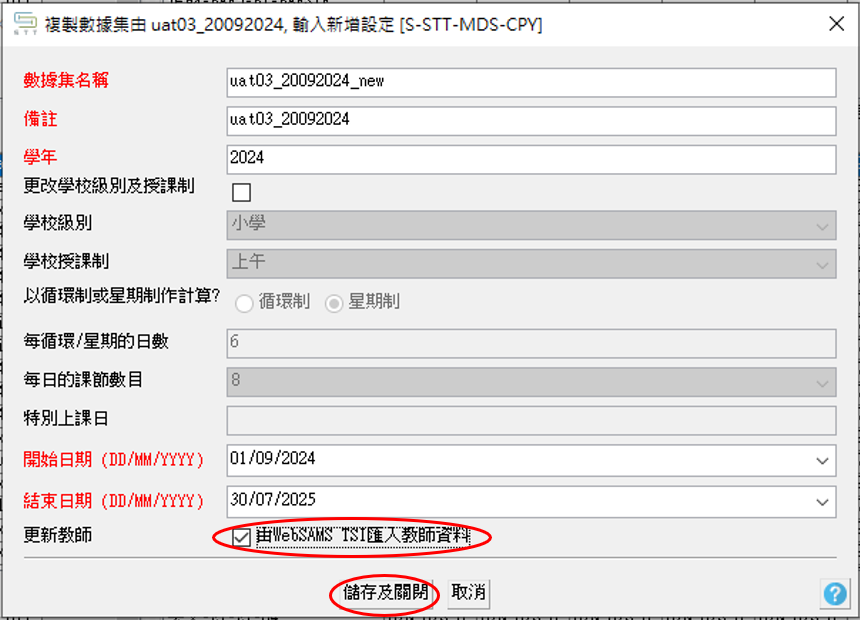 STT 複製數據集由 uat03_20092024, 輸入新增設定 [S-STT-MDS-CPY]
數據集名稱 uat03_20092024_new
備註 uat03_20092024
學年 2024
更改學校級別及授課制
學校級別 小學
學校授課制 上午
以循環制或星期制作計算? 循環制 星期制
每循環/星期的日數 6
每日的課節數目 8
特別上課日
開始日期 (DD/MM/YYYY) 01/09/2024
結束日期 (DD/MM/YYYY) 30/07/2025
更新教師 由WebSAMS TSI匯入教師資料
儲存及關閉 取消 ?